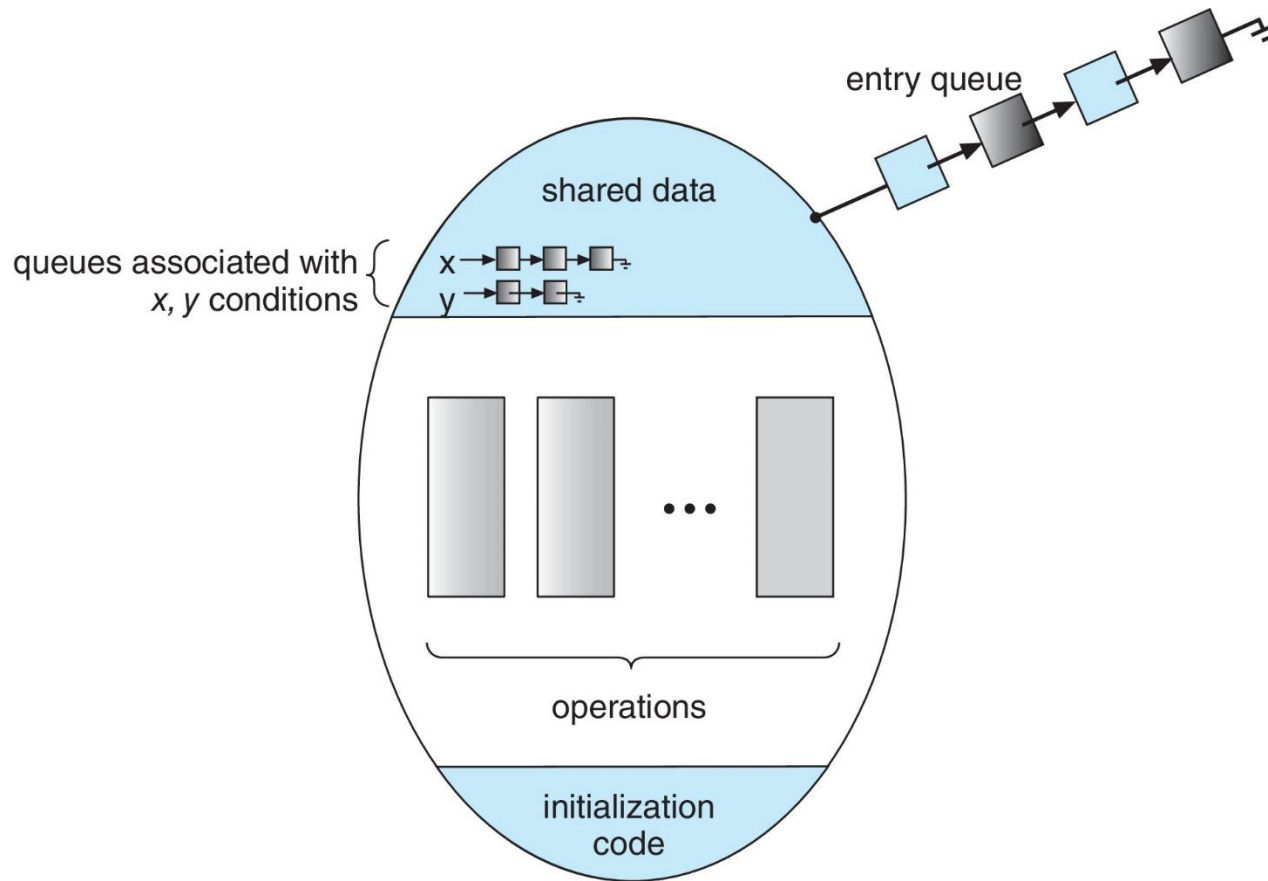 entry queue
shared data
queues associated with
x, y conditions
x
y
operations
initialization
code